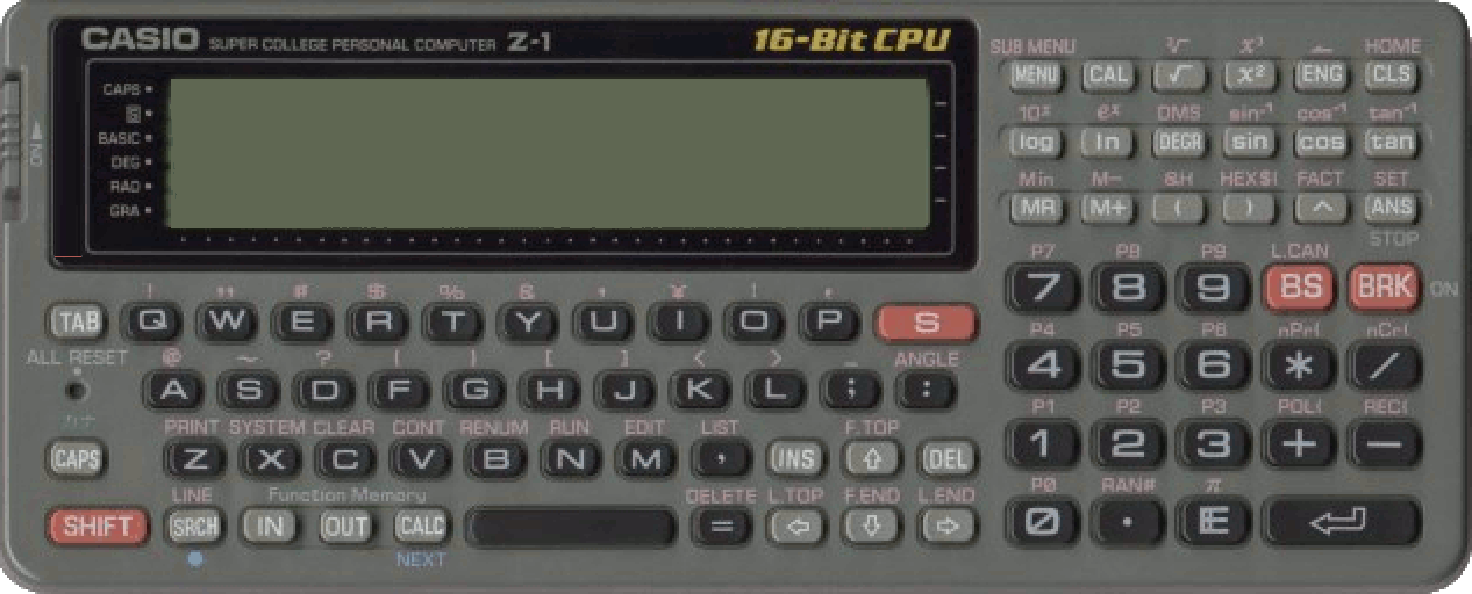 CASIO SUPER COLLEGE PERSONAL COMPUTER Z-1 16-Bit CPU
CAPS
S
BASIC
DEG
RAD
GRA
ON
SUB MENU ³√ x³ ← HOME
MENU CAL √ x² ENG CLS
10ˣ eˣ DMS sin⁻¹ cos⁻¹ tan⁻¹
log ln DEGR sin cos tan
Min M− &H HEX$( FACT SET
MR M+ ( ) ^ ANS
STOP
P7 P8 P9 L.CAN
7 8 9 BS BRK ON
P4 P5 P6 nPr( nCr(
4 5 6 * /
P1 P2 P3 POL( REC(
1 2 3 + −
P0 RAN# π
0 . E
! " # $ % & ' ¥
TAB Q W E R T Y U I O P S
ALL RESET @ ~ ? ( ) [ ] < > _ ANGLE
A S D F G H J K L ; :
カナ
PRINT SYSTEM CLEAR CONT RENUM RUN EDIT LIST F.TOP
CAPS Z X C V B N M , INS ⇧ DEL
LINE Function Memory DELETE L.TOP F.END L.END
SHIFT SRCH IN OUT CALC = ⇦ ⇩ ⇨
NEXT